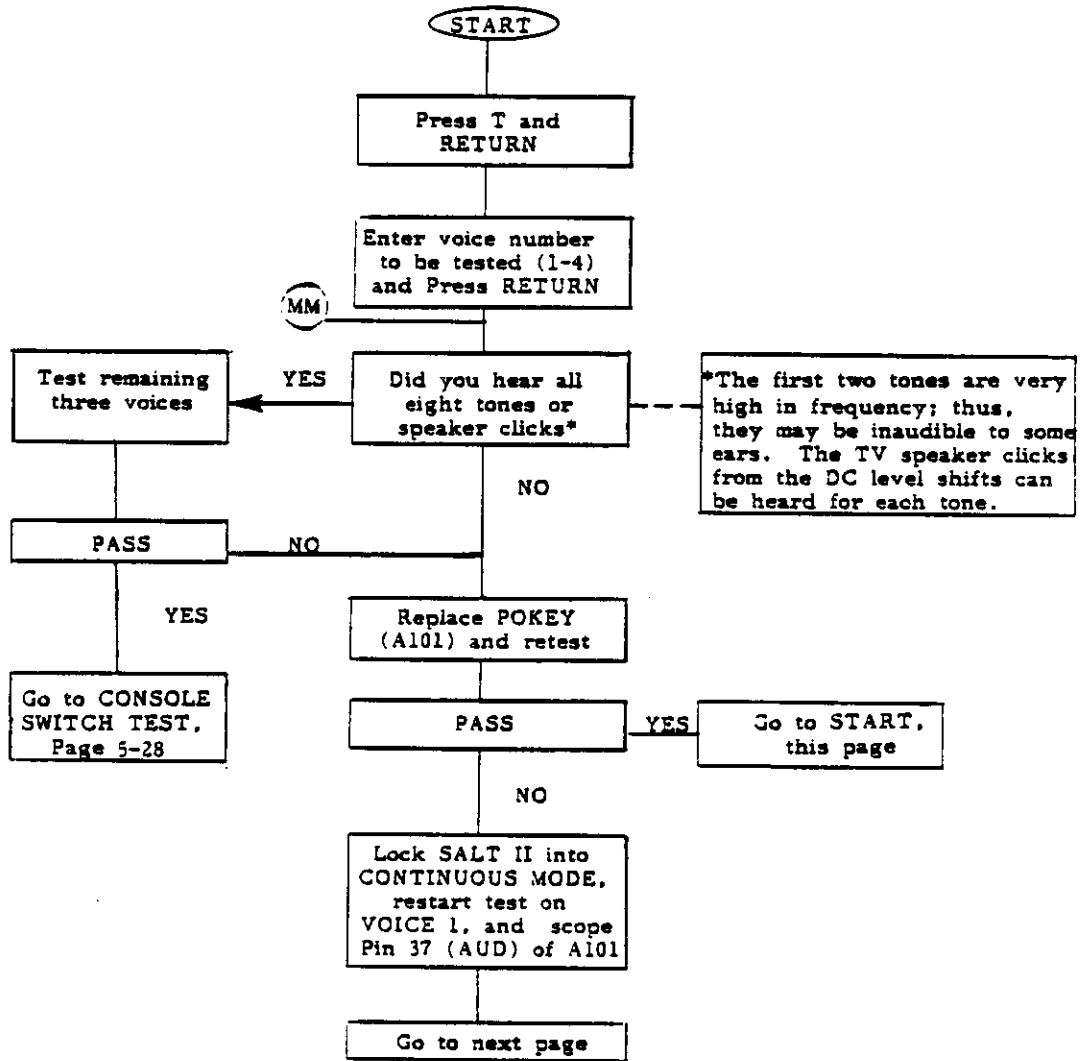 START
Press T and
RETURN
Enter voice number
to be tested (1-4)
and Press RETURN
MM
Did you hear all
eight tones or
speaker clicks*
YES
Test remaining
three voices
*The first two tones are very
high in frequency; thus,
they may be inaudible to some
ears. The TV speaker clicks
from the DC level shifts can
be heard for each tone.
NO
PASS
NO
YES
Go to CONSOLE
SWITCH TEST,
Page 5-28
Replace POKEY
(A101) and retest
PASS
YES
Go to START,
this page
NO
Lock SALT II into
CONTINUOUS MODE,
restart test on
VOICE 1, and scope
Pin 37 (AUD) of A101
Go to next page